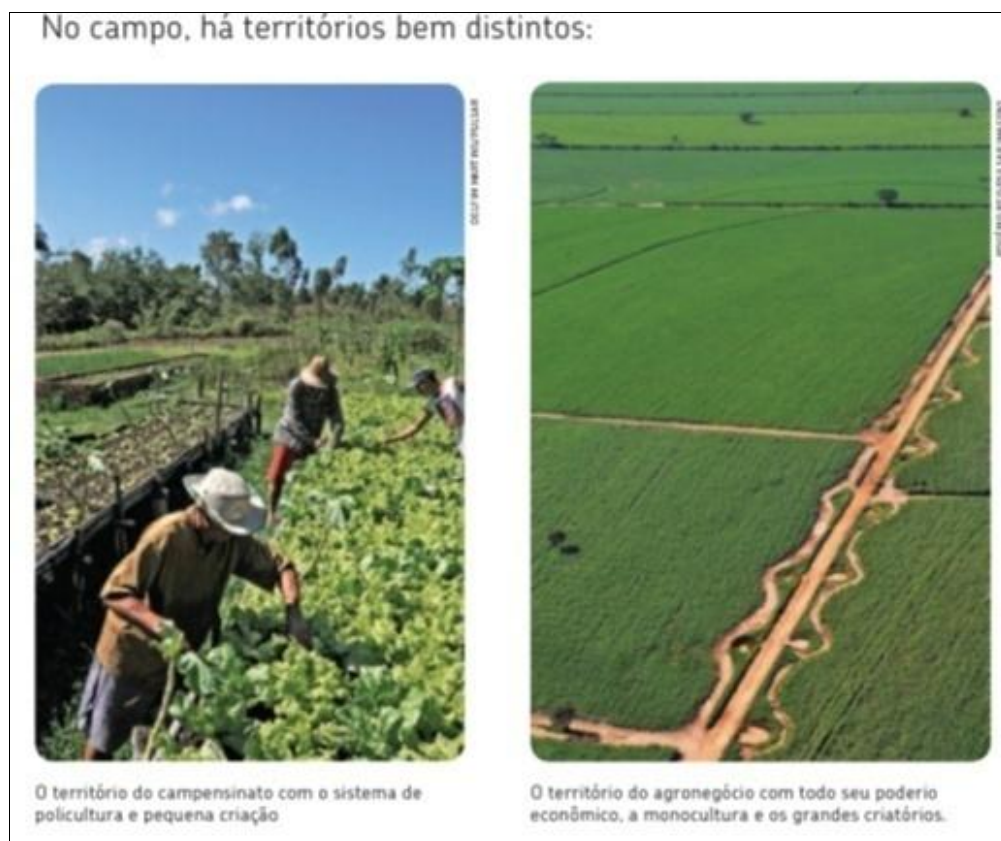 No campo, há territórios bem distintos:
O território do campensinato com o sistema de
policultura e pequena criação
O território do agronegócio com todo seu poderio
econômico, a monocultura e os grandes criatórios.